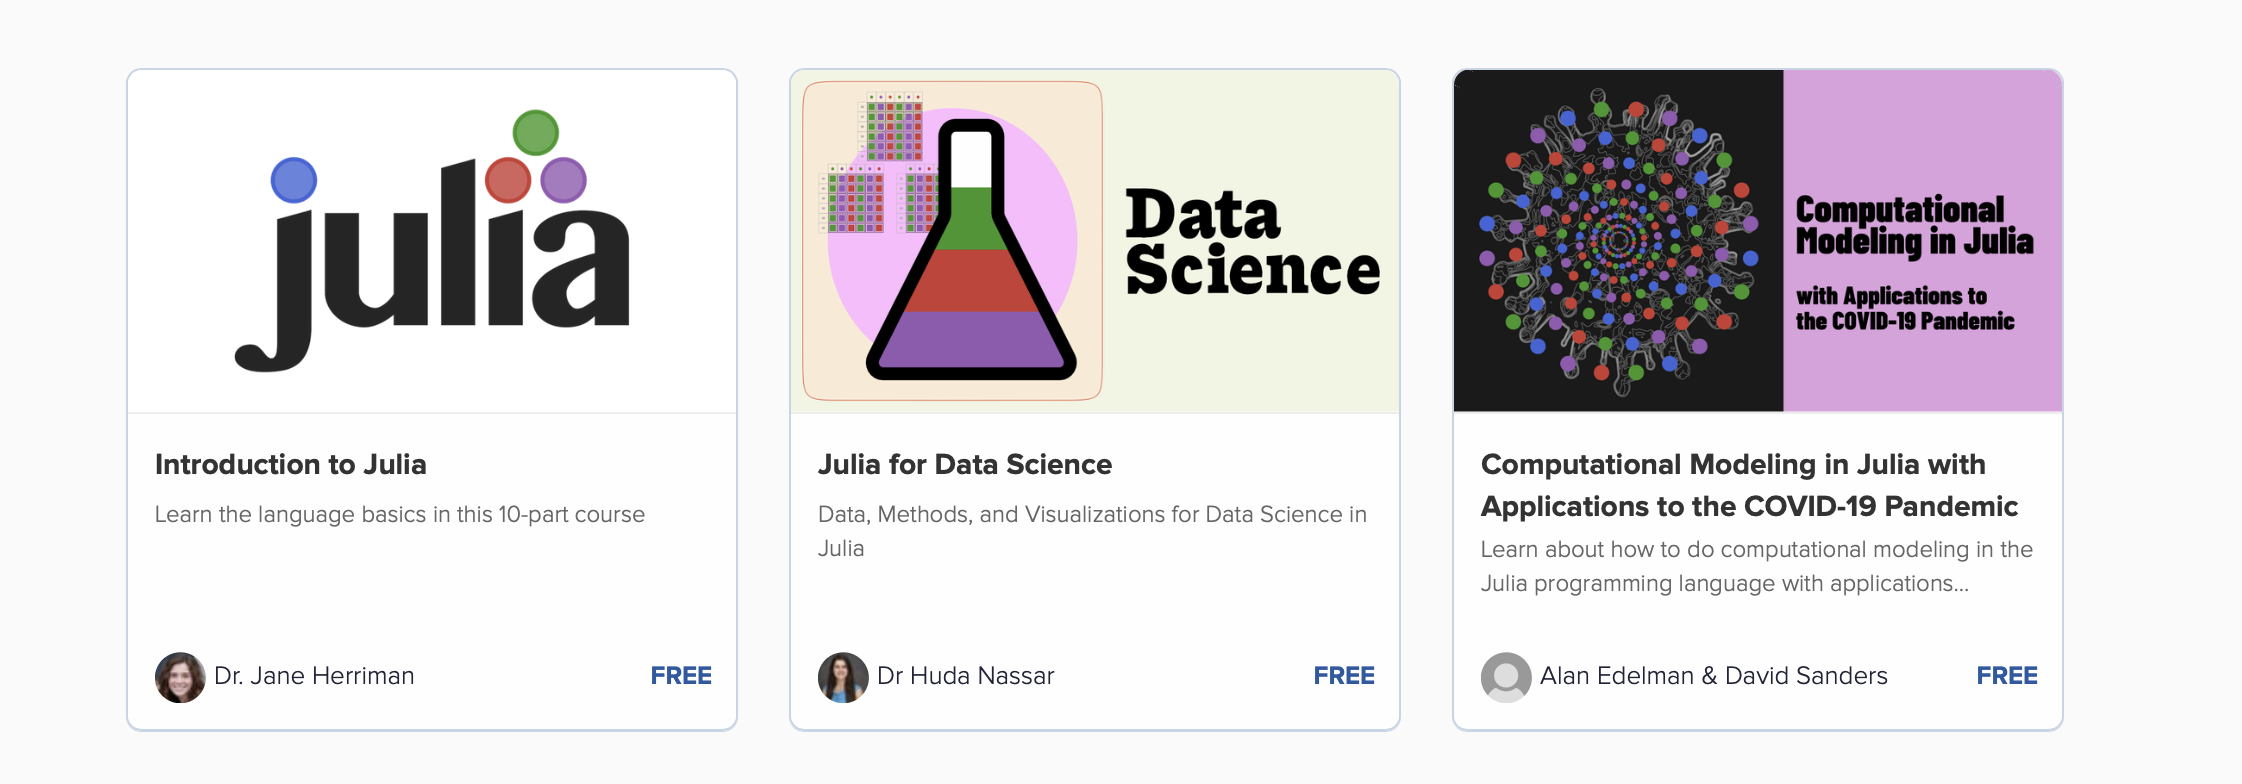 julia
Introduction to Julia
Learn the language basics in this 10-part course
Dr. Jane Herriman
FREE
Data
Science
Julia for Data Science
Data, Methods, and Visualizations for Data Science in
Julia
Dr Huda Nassar
FREE
Computational
Modeling in Julia
with Applications to
the COVID-19 Pandemic
Computational Modeling in Julia with
Applications to the COVID-19 Pandemic
Learn about how to do computational modeling in the
Julia programming language with applications...
Alan Edelman & David Sanders
FREE